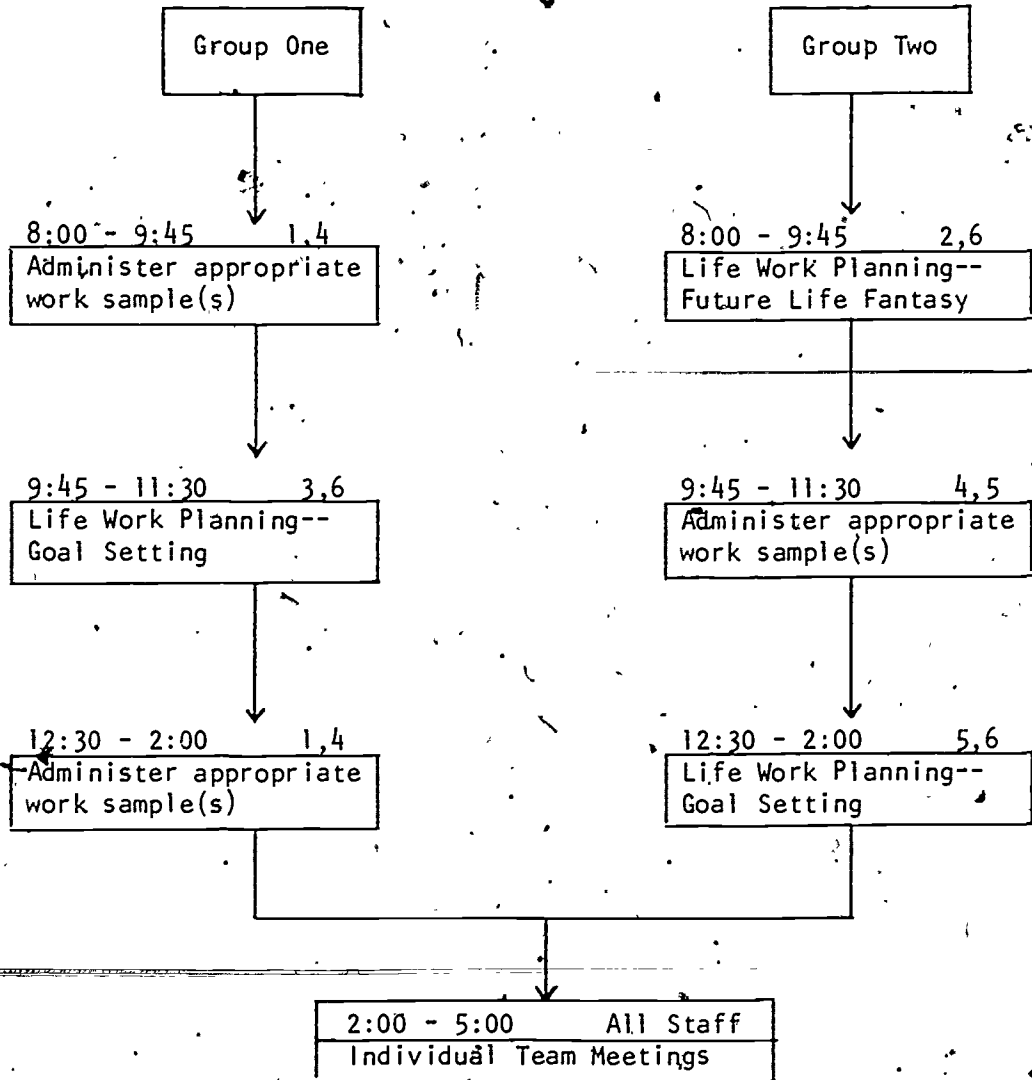 Group One
Group Two
8:00 - 9:45 1,4
Administer appropriate
work sample(s)
8:00 - 9:45 2,6
Life Work Planning--
Future Life Fantasy
9:45 - 11:30 3,6
Life Work Planning--
Goal Setting
9:45 - 11:30 4,5
Administer appropriate
work sample(s)
12:30 - 2:00 1,4
Administer appropriate
work sample(s)
12:30 - 2:00 5,6
Life Work Planning--
Goal Setting
2:00 - 5:00 All Staff
Individual Team Meetings